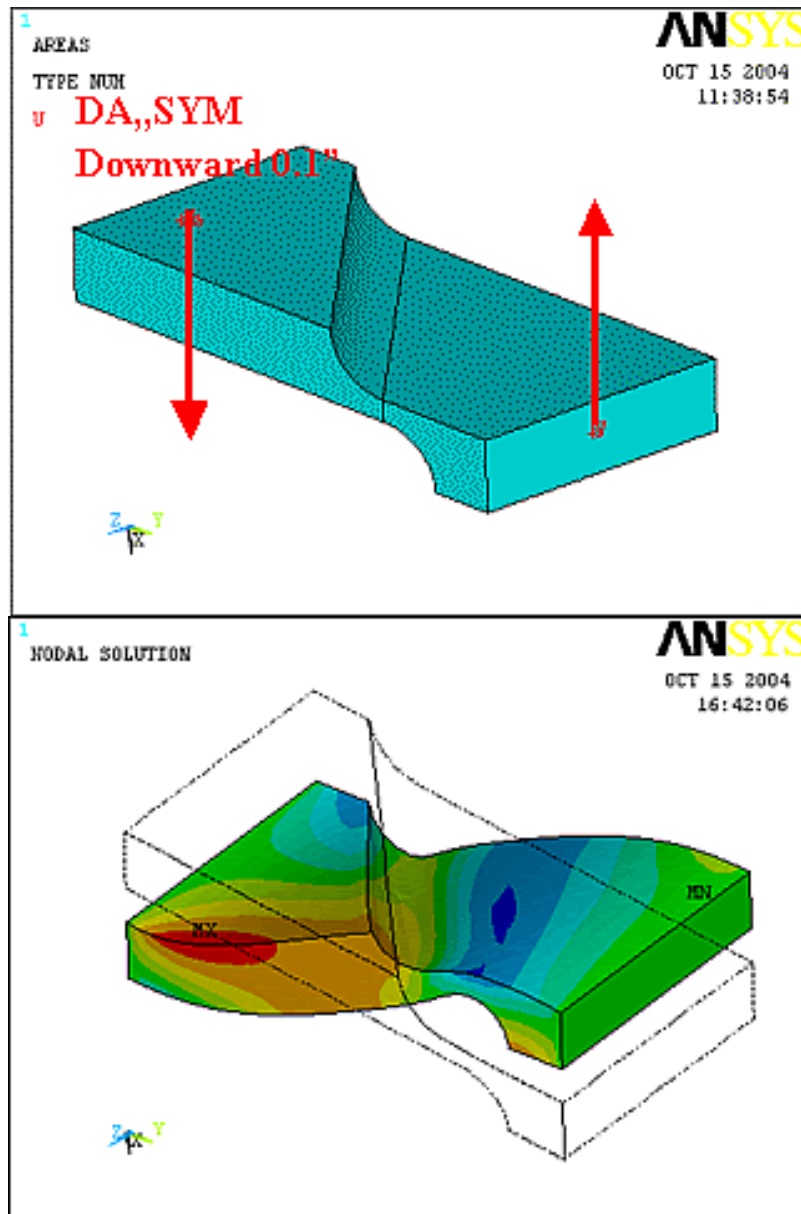 1
AREAS
TYPE NUM
U
DA,,SYM
Downward 0.1"
ANSYS
OCT 15 2004
11:38:54
Z Y
X
1
NODAL SOLUTION
ANSYS
OCT 15 2004
16:42:06
MX
MN
Z Y
X